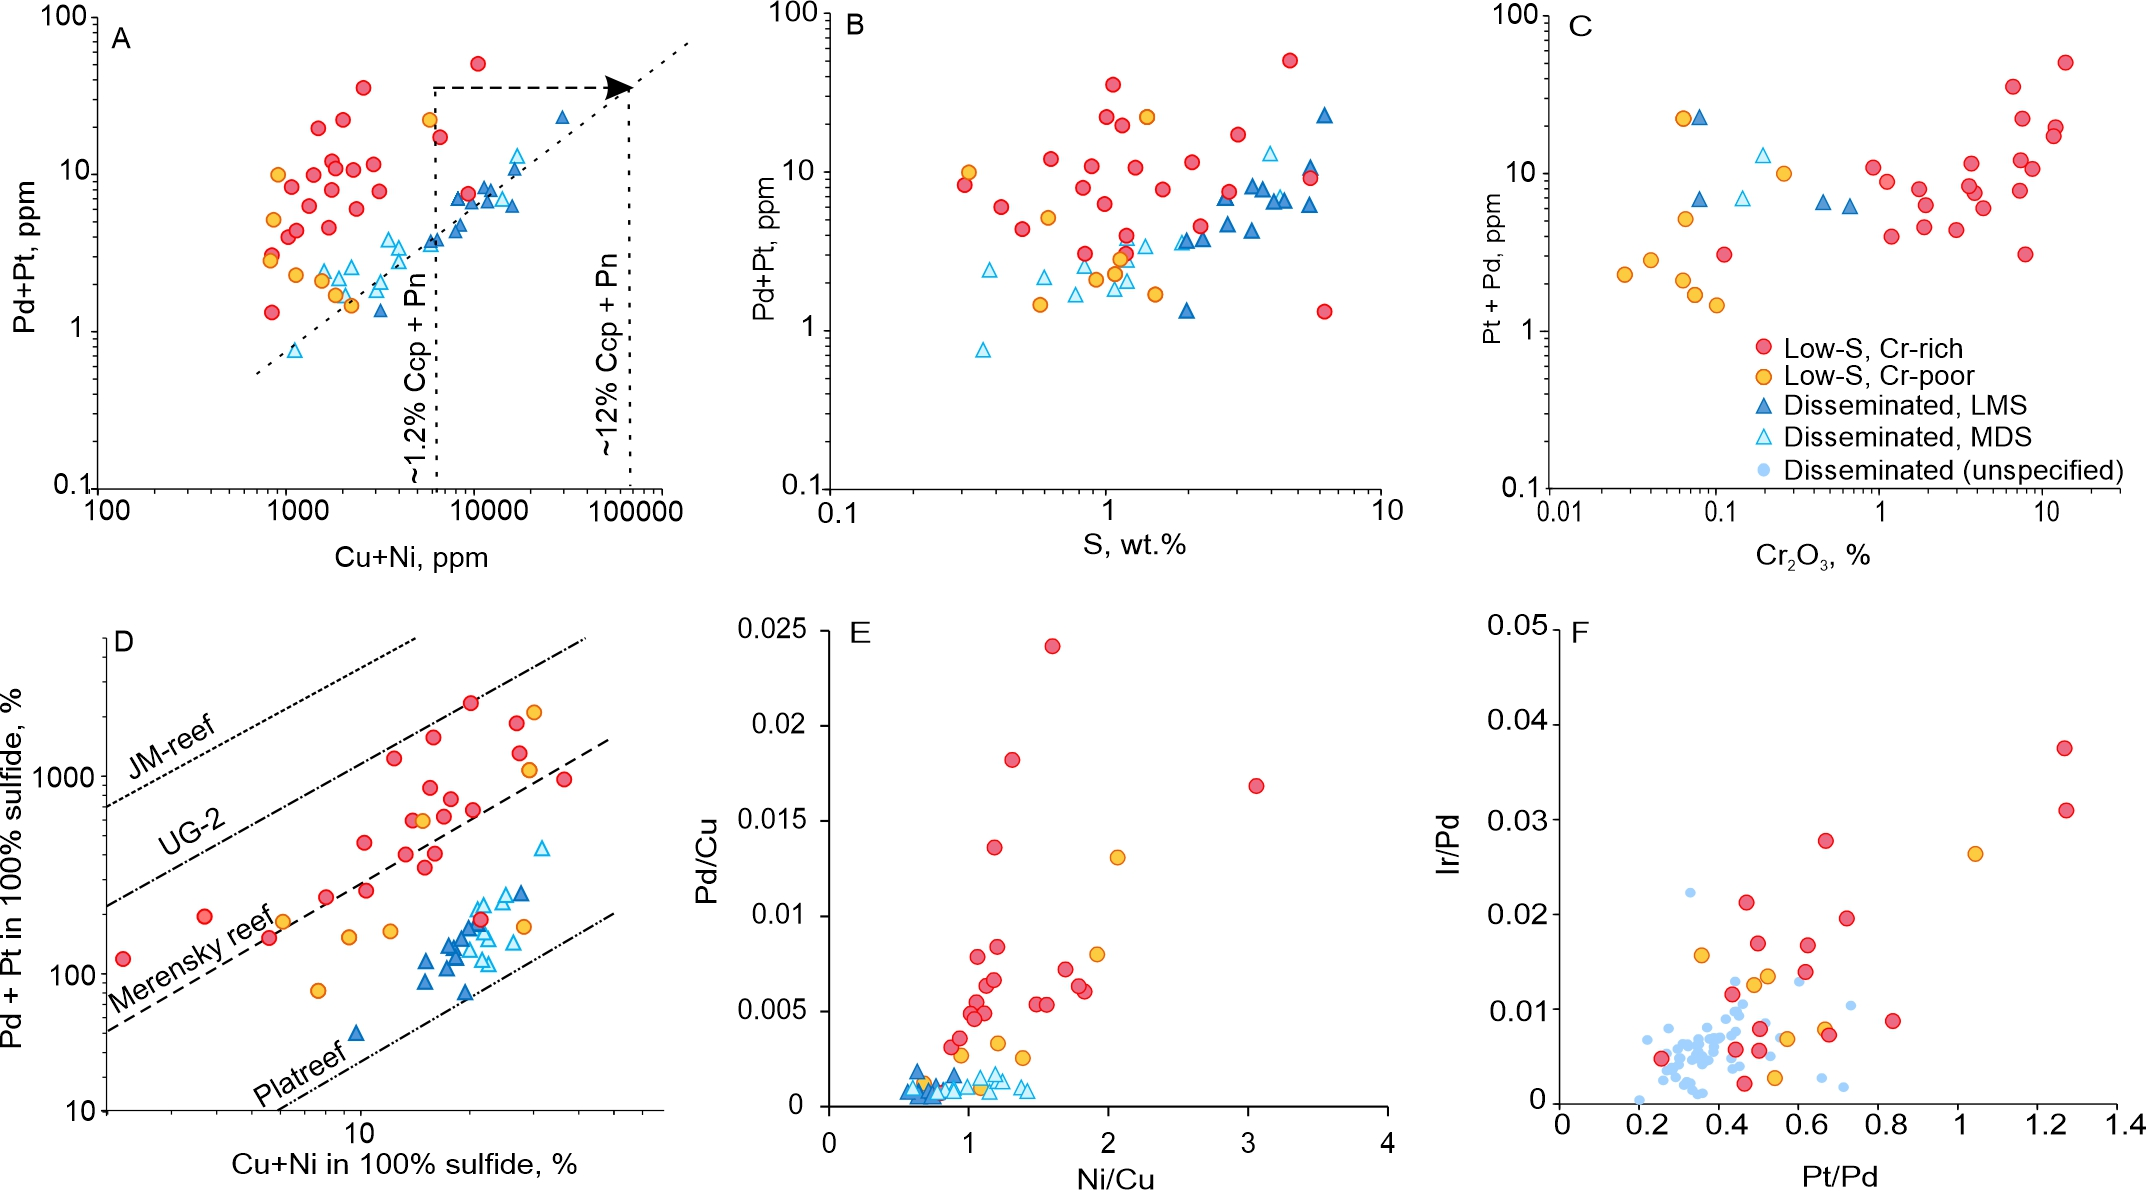 A
100
10
1
0.1
Pd+Pt, ppm
100
1000
10000
100000
Cu+Ni, ppm
~1.2% Ccp + Pn
~12% Ccp + Pn
B
100
10
1
0.1
Pd+Pt, ppm
0.1
1
10
S, wt.%
C
100
10
1
0.1
Pt + Pd, ppm
0.01
0.1
1
10
Cr₂O₃, %
Low-S, Cr-rich
Low-S, Cr-poor
Disseminated, LMS
Disseminated, MDS
Disseminated (unspecified)
D
1000
100
10
Pd + Pt in 100% sulfide, %
10
Cu+Ni in 100% sulfide, %
JM-reef
UG-2
Merensky reef
Platreef
E
0.025
0.02
0.015
0.01
0.005
0
Pd/Cu
0
1
2
3
4
Ni/Cu
F
0.05
0.04
0.03
0.02
0.01
0
Ir/Pd
0
0.2
0.4
0.6
0.8
1
1.2
1.4
Pt/Pd